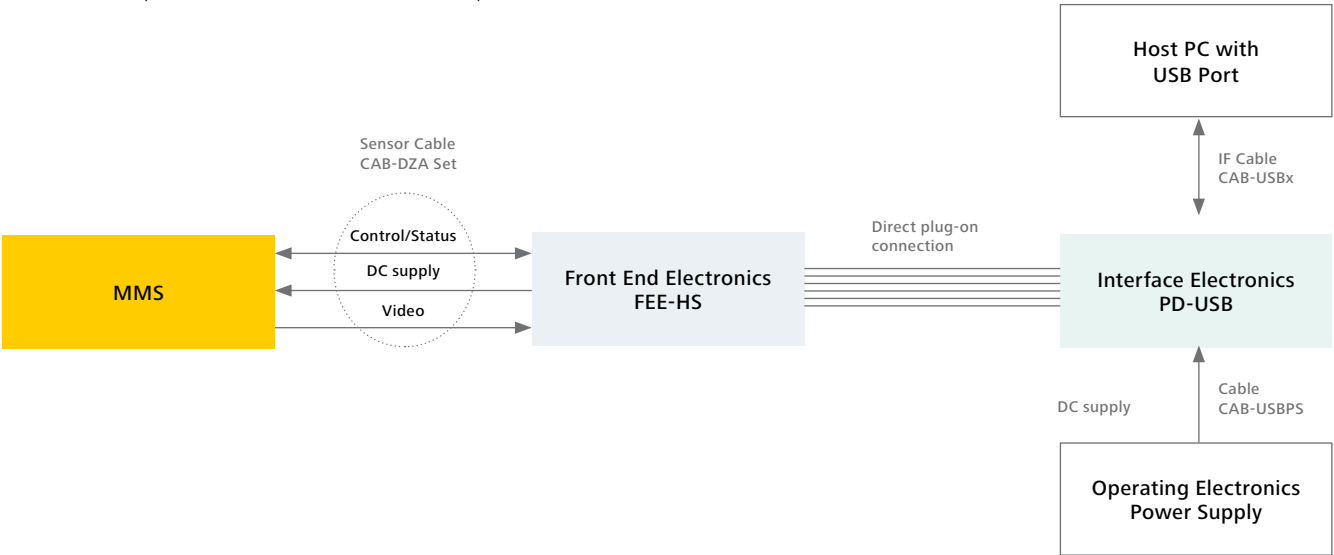 Host PC with
USB Port
Sensor Cable
CAB-DZA Set
IF Cable
CAB-USBx
Control/Status
DC supply
Video
MMS
Front End Electronics
FEE-HS
Direct plug-on
connection
Interface Electronics
PD-USB
DC supply
Cable
CAB-USBPS
Operating Electronics
Power Supply